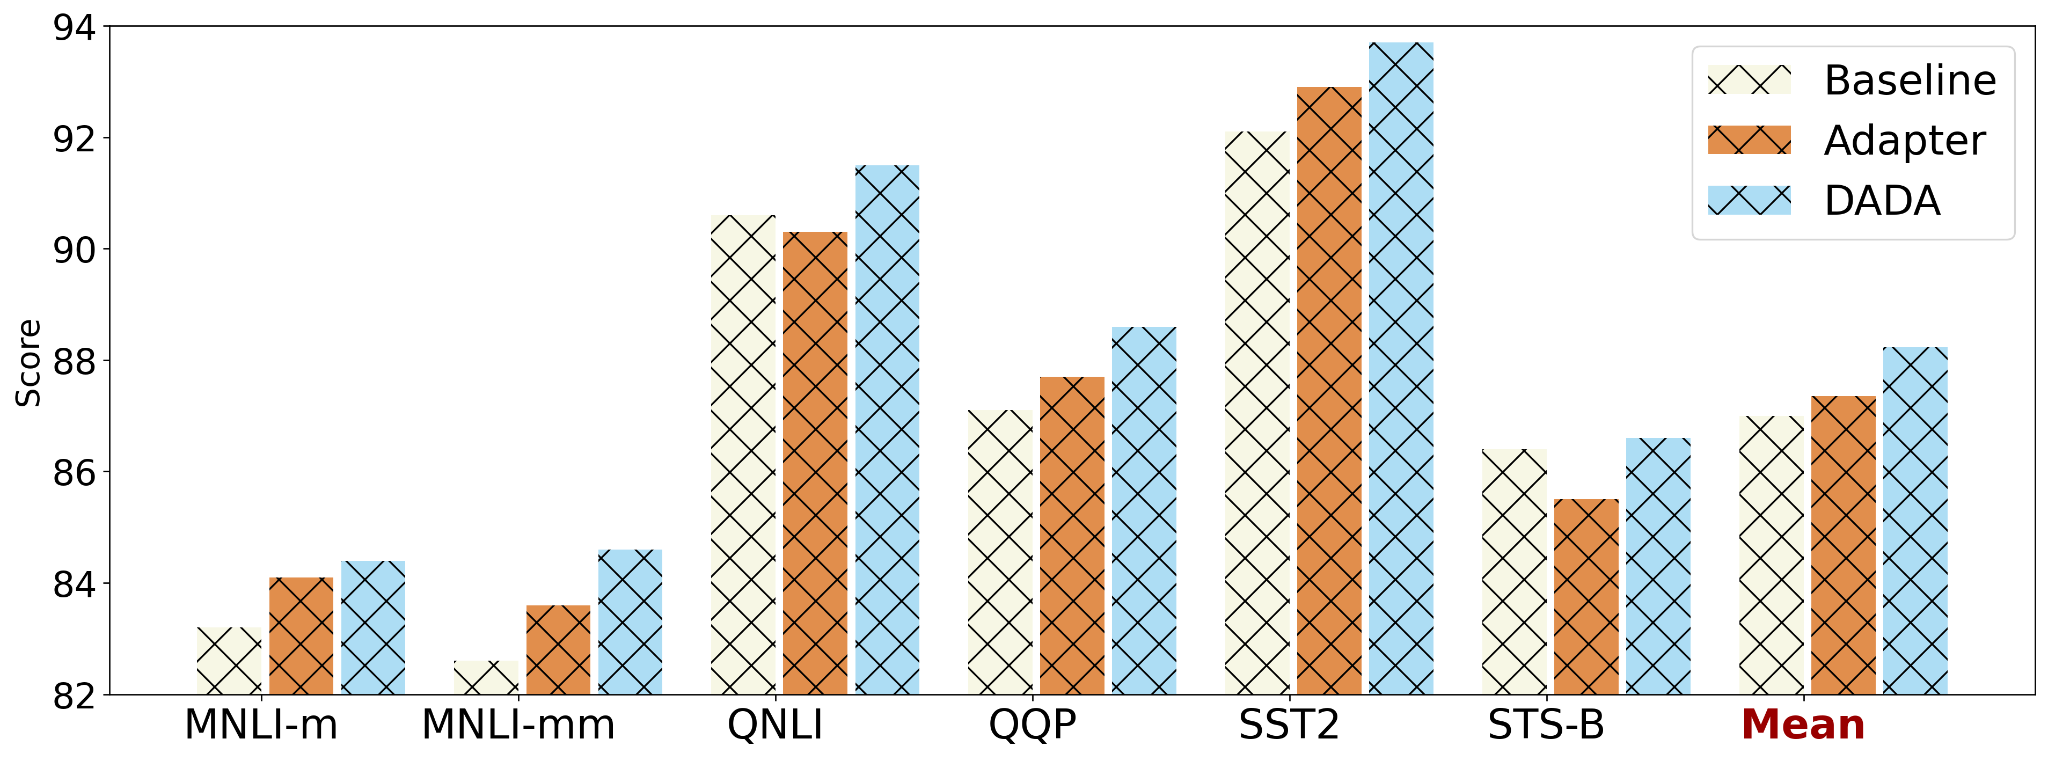 94
92
90
88
86
84
82
Score
Baseline
Adapter
DADA
MNLI-m MNLI-mm QNLI QQP SST2 STS-B Mean